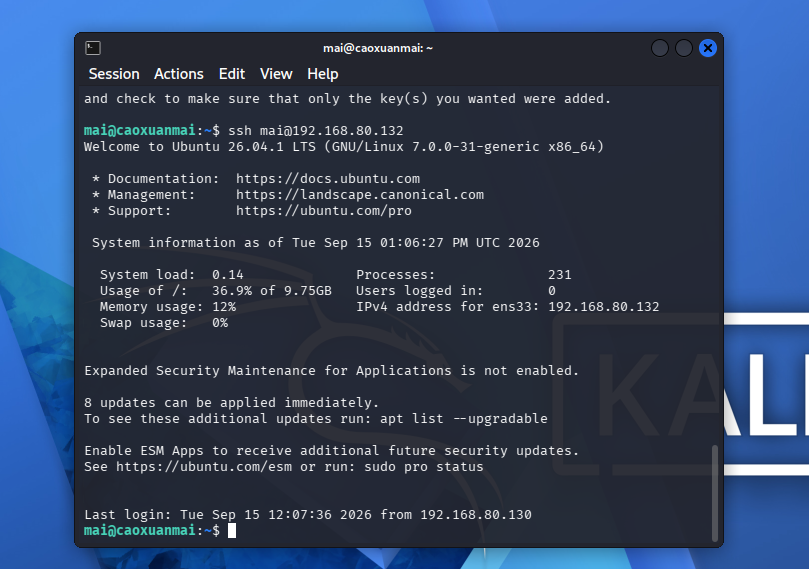 mai@caoxuanmai: ~
Session Actions Edit View Help
and check to make sure that only the key(s) you wanted were added.
mai@caoxuanmai:~$ ssh mai@192.168.80.132
Welcome to Ubuntu 26.04.1 LTS (GNU/Linux 7.0.0-31-generic x86_64)
* Documentation: https://docs.ubuntu.com
* Management: https://landscape.canonical.com
* Support: https://ubuntu.com/pro
System information as of Tue Sep 15 01:06:27 PM UTC 2026
System load: 0.14 Processes: 231
Usage of /: 36.9% of 9.75GB Users logged in: 0
Memory usage: 12% IPv4 address for ens33: 192.168.80.132
Swap usage: 0%
Expanded Security Maintenance for Applications is not enabled.
8 updates can be applied immediately.
To see these additional updates run: apt list --upgradable
Enable ESM Apps to receive additional future security updates.
See https://ubuntu.com/esm or run: sudo pro status
Last login: Tue Sep 15 12:07:36 2026 from 192.168.80.130
mai@caoxuanmai:~$
KAL